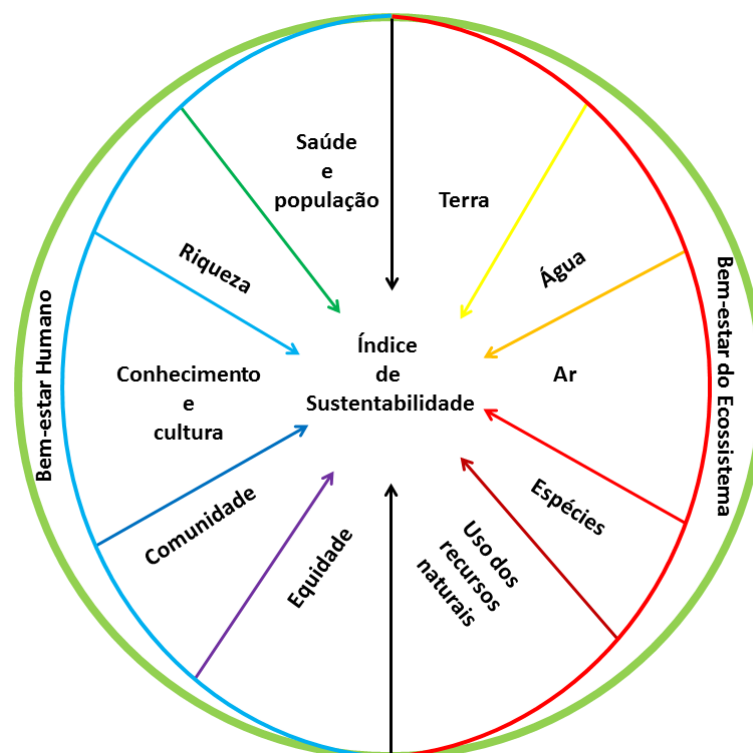 Saúde
e
população
Terra
Riqueza
Água
Bem-estar Humano
Índice
de
Sustentabilidade
Bem-estar do Ecossistema
Conhecimento
e
cultura
Ar
Comunidade
Espécies
Equidade
Uso dos
recursos
naturais